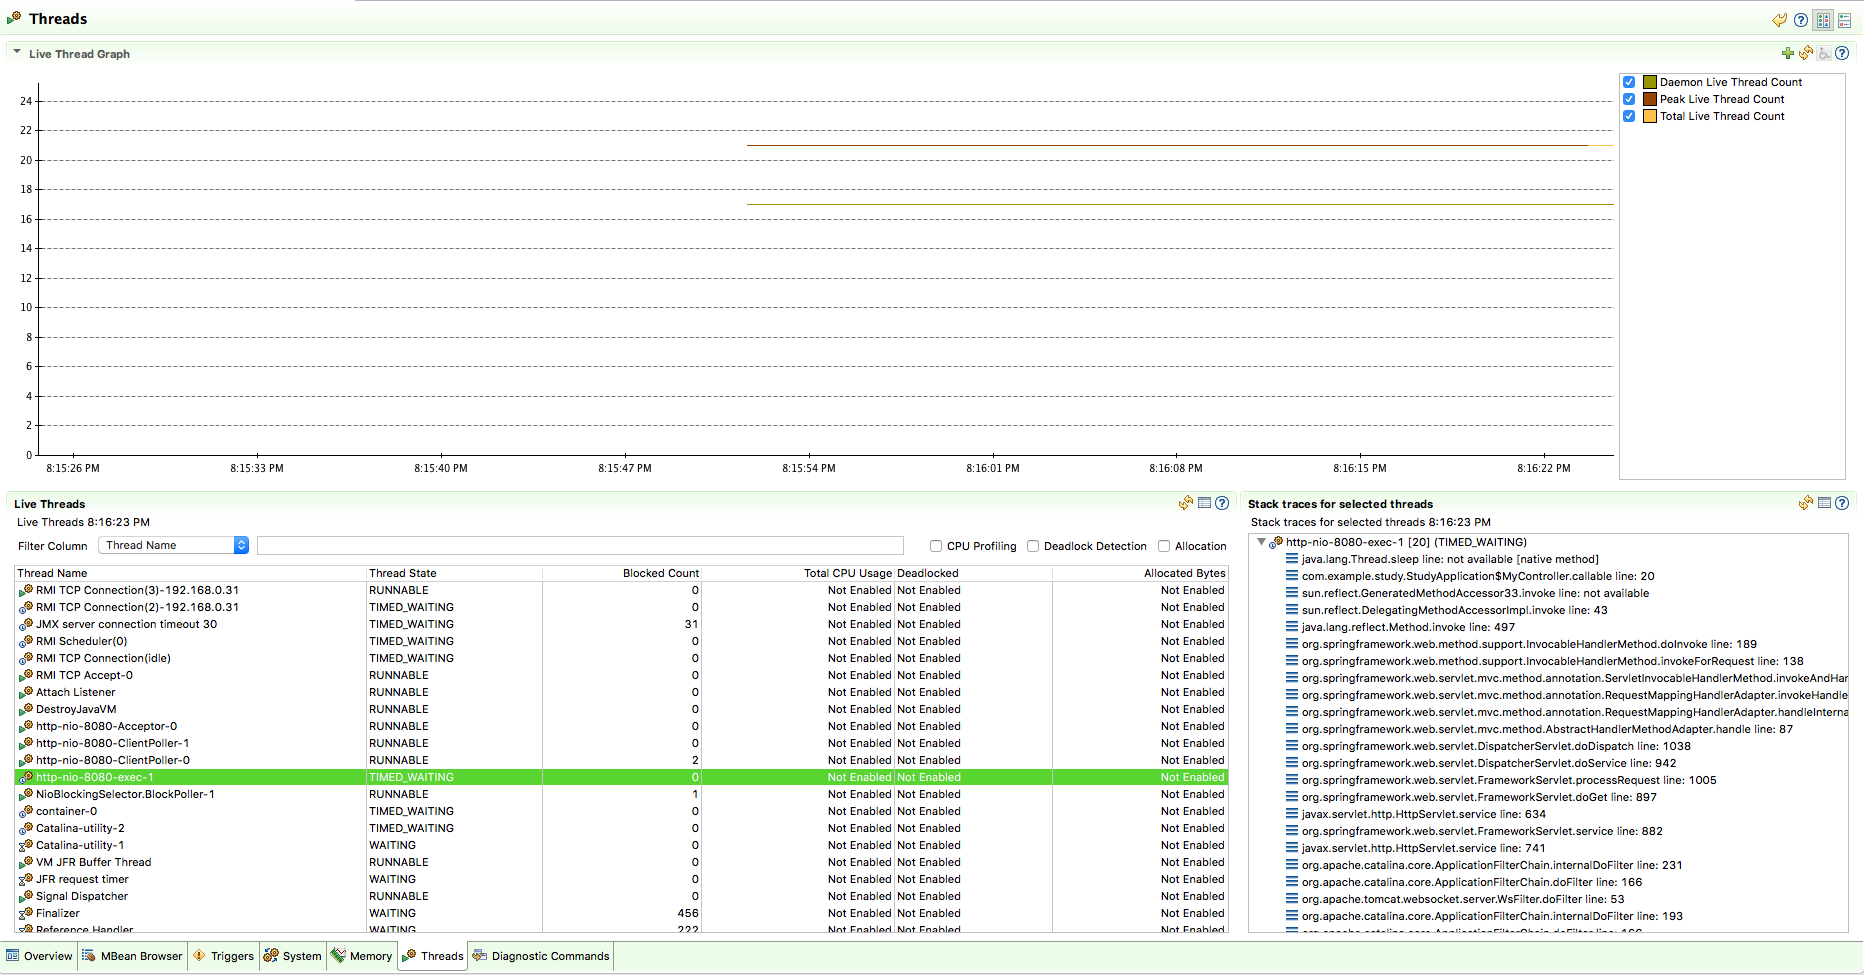 Threads
Live Thread Graph
24
22
20
18
16
14
12
10
8
6
4
2
0
8:15:26 PM 8:15:33 PM 8:15:40 PM 8:15:47 PM 8:15:54 PM 8:16:01 PM 8:16:08 PM 8:16:15 PM 8:16:22 PM
Daemon Live Thread Count
Peak Live Thread Count
Total Live Thread Count
Live Threads
Live Threads 8:16:23 PM
Filter Column Thread Name CPU Profiling Deadlock Detection Allocation
Thread Name Thread State Blocked Count Total CPU Usage Deadlocked Allocated Bytes
RMI TCP Connection(3)-192.168.0.31 RUNNABLE 0 Not Enabled Not Enabled Not Enabled
RMI TCP Connection(2)-192.168.0.31 TIMED_WAITING 0 Not Enabled Not Enabled Not Enabled
JMX server connection timeout 30 TIMED_WAITING 31 Not Enabled Not Enabled Not Enabled
RMI Scheduler(0) TIMED_WAITING 0 Not Enabled Not Enabled Not Enabled
RMI TCP Connection(idle) TIMED_WAITING 0 Not Enabled Not Enabled Not Enabled
RMI TCP Accept-0 RUNNABLE 0 Not Enabled Not Enabled Not Enabled
Attach Listener RUNNABLE 0 Not Enabled Not Enabled Not Enabled
DestroyJavaVM RUNNABLE 0 Not Enabled Not Enabled Not Enabled
http-nio-8080-Acceptor-0 RUNNABLE 0 Not Enabled Not Enabled Not Enabled
http-nio-8080-ClientPoller-1 RUNNABLE 0 Not Enabled Not Enabled Not Enabled
http-nio-8080-ClientPoller-0 RUNNABLE 2 Not Enabled Not Enabled Not Enabled
http-nio-8080-exec-1 TIMED_WAITING 0 Not Enabled Not Enabled Not Enabled
NioBlockingSelector.BlockPoller-1 RUNNABLE 1 Not Enabled Not Enabled Not Enabled
container-0 TIMED_WAITING 0 Not Enabled Not Enabled Not Enabled
Catalina-utility-2 TIMED_WAITING 0 Not Enabled Not Enabled Not Enabled
Catalina-utility-1 WAITING 0 Not Enabled Not Enabled Not Enabled
VM JFR Buffer Thread RUNNABLE 0 Not Enabled Not Enabled Not Enabled
JFR request timer WAITING 0 Not Enabled Not Enabled Not Enabled
Signal Dispatcher RUNNABLE 0 Not Enabled Not Enabled Not Enabled
Finalizer WAITING 456 Not Enabled Not Enabled Not Enabled
Reference Handler WAITING 222 Not Enabled Not Enabled Not Enabled
Stack traces for selected threads
Stack traces for selected threads 8:16:23 PM
http-nio-8080-exec-1 [20] (TIMED_WAITING)
java.lang.Thread.sleep line: not available [native method]
com.example.study.StudyApplication$MyController.callable line: 20
sun.reflect.GeneratedMethodAccessor33.invoke line: not available
sun.reflect.DelegatingMethodAccessorImpl.invoke line: 43
java.lang.reflect.Method.invoke line: 497
org.springframework.web.method.support.InvocableHandlerMethod.doInvoke line: 189
org.springframework.web.method.support.InvocableHandlerMethod.invokeForRequest line: 138
org.springframework.web.servlet.mvc.method.annotation.ServletInvocableHandlerMethod.invokeAndHan
org.springframework.web.servlet.mvc.method.annotation.RequestMappingHandlerAdapter.invokeHandle
org.springframework.web.servlet.mvc.method.annotation.RequestMappingHandlerAdapter.handleInterna
org.springframework.web.servlet.mvc.method.AbstractHandlerMethodAdapter.handle line: 87
org.springframework.web.servlet.DispatcherServlet.doDispatch line: 1038
org.springframework.web.servlet.DispatcherServlet.doService line: 942
org.springframework.web.servlet.FrameworkServlet.processRequest line: 1005
org.springframework.web.servlet.FrameworkServlet.doGet line: 897
javax.servlet.http.HttpServlet.service line: 634
org.springframework.web.servlet.FrameworkServlet.service line: 882
javax.servlet.http.HttpServlet.service line: 741
org.apache.catalina.core.ApplicationFilterChain.internalDoFilter line: 231
org.apache.catalina.core.ApplicationFilterChain.doFilter line: 166
org.apache.tomcat.websocket.server.WsFilter.doFilter line: 53
org.apache.catalina.core.ApplicationFilterChain.internalDoFilter line: 193
org.apache.catalina.core.ApplicationFilterChain.doFilter line: 166
Overview MBean Browser Triggers System Memory Threads Diagnostic Commands